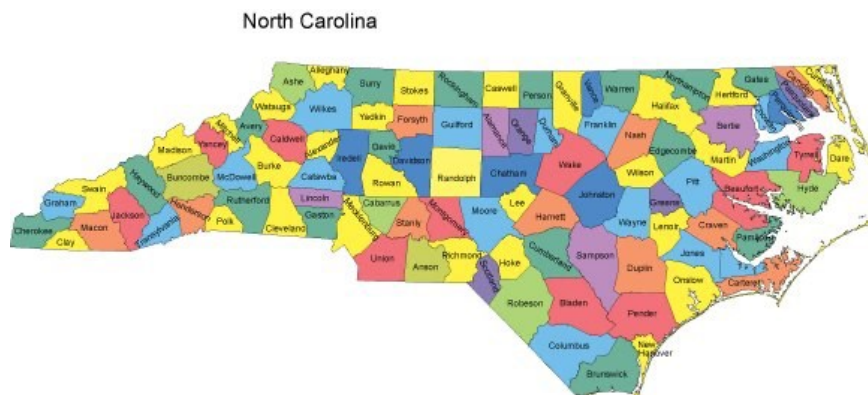 North Carolina
Ashe
Alleghany
Surry
Stokes
Rockingham
Caswell
Person
Granville
Vance
Warren
Northampton
Gates
Camden
Currituck
Hertford
Halifax
Watauga
Wilkes
Yadkin
Forsyth
Guilford
Alamance
Orange
Durham
Franklin
Nash
Bertie
Mitchell
Avery
Caldwell
Alexander
Iredell
Davie
Davidson
Randolph
Chatham
Wake
Wilson
Edgecombe
Martin
Washington
Tyrrell
Dare
Madison
Yancey
Burke
Catawba
Rowan
Swain
Haywood
Buncombe
McDowell
Lincoln
Johnston
Greene
Pitt
Beaufort
Hyde
Graham
Jackson
Henderson
Rutherford
Cleveland
Gaston
Mecklenburg
Cabarrus
Stanly
Montgomery
Moore
Lee
Harnett
Wayne
Lenoir
Craven
Cherokee
Clay
Macon
Transylvania
Polk
Union
Anson
Richmond
Scotland
Hoke
Cumberland
Sampson
Duplin
Jones
Onslow
Carteret
Robeson
Bladen
Pender
Columbus
New
Hanover
Brunswick